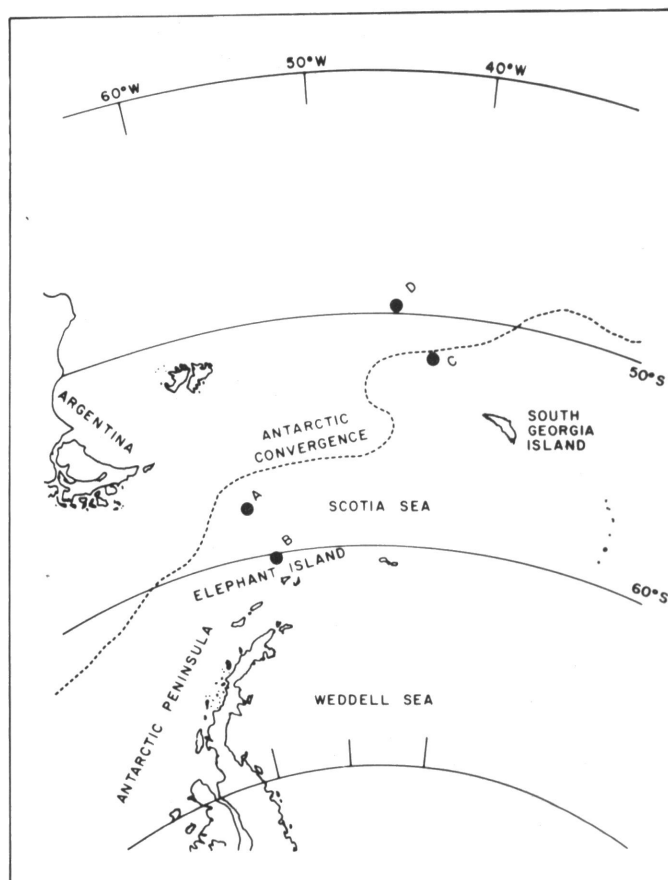 60°W
50°W
40°W
D
C
50°S
ARGENTINA
ANTARCTIC
CONVERGENCE
SOUTH
GEORGIA
ISLAND
A
SCOTIA SEA
B
ELEPHANT ISLAND
60°S
ANTARCTIC PENINSULA
WEDDELL SEA